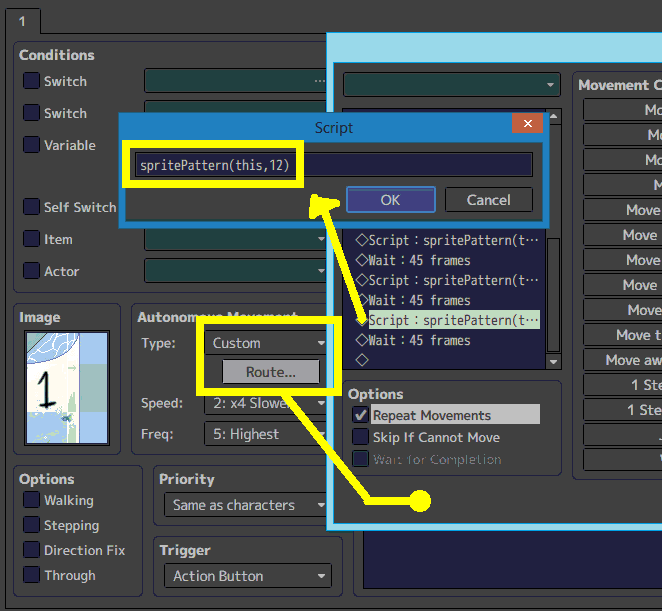 1
Conditions
Switch
...
Switch
Variable
Self Switch
Item
Actor
Script
spritePattern(this,12)
OK
Cancel
◇Script：spritePattern(t…
◇Wait：45 frames
◇Script：spritePattern(t…
◇Wait：45 frames
◆Script：spritePattern(t…
◇Wait：45 frames
◇
Movement C
Mo
Mo
Mo
M
Move
Move
Move
Move
Move
Move t
Move aw
1 Ste
1 Ste
Image
1
Autonomous Movement
Type:
Custom
Route...
Speed:
2: x4 Slower
Freq:
5: Highest
Options
Repeat Movements
Skip If Cannot Move
Wait for Completion
Options
Walking
Stepping
Direction Fix
Through
Priority
Same as characters
Trigger
Action Button